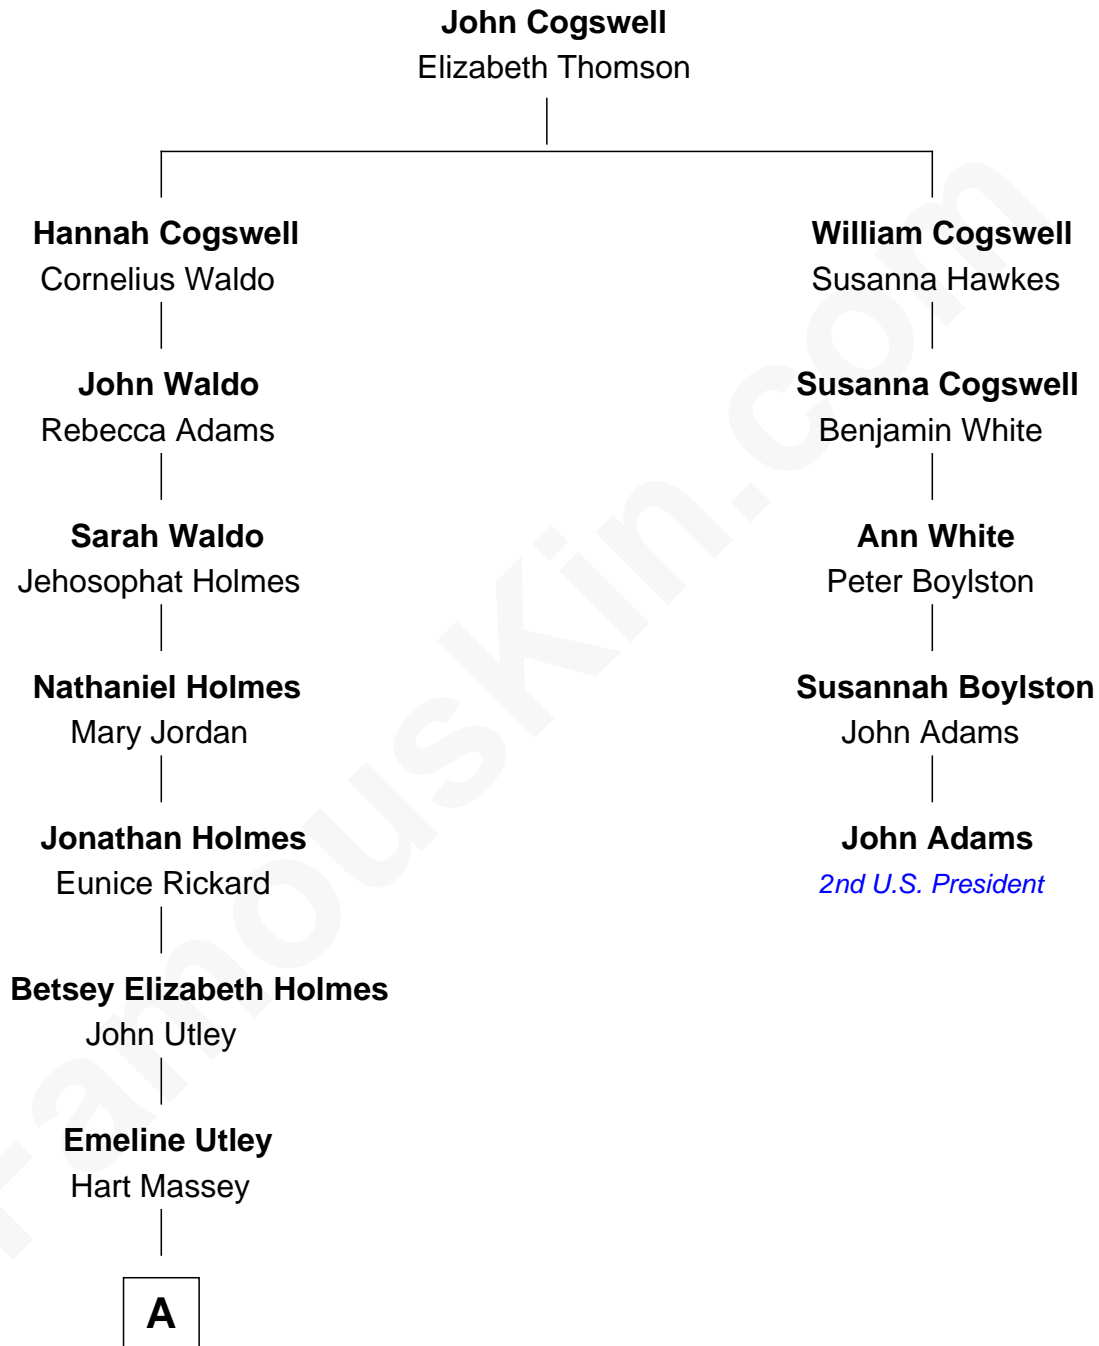 John Cogswell
Elizabeth Thomson
Hannah Cogswell
Cornelius Waldo
William Cogswell
Susanna Hawkes
John Waldo
Rebecca Adams
Susanna Cogswell
Benjamin White
Sarah Waldo
Jehosophat Holmes
Ann White
Peter Boylston
Nathaniel Holmes
Mary Jordan
Susannah Boylston
John Adams
Jonathan Holmes
Eunice Rickard
John Adams
2nd U.S. President
Betsey Elizabeth Holmes
John Utley
Emeline Utley
Hart Massey
A
FamousKin.com